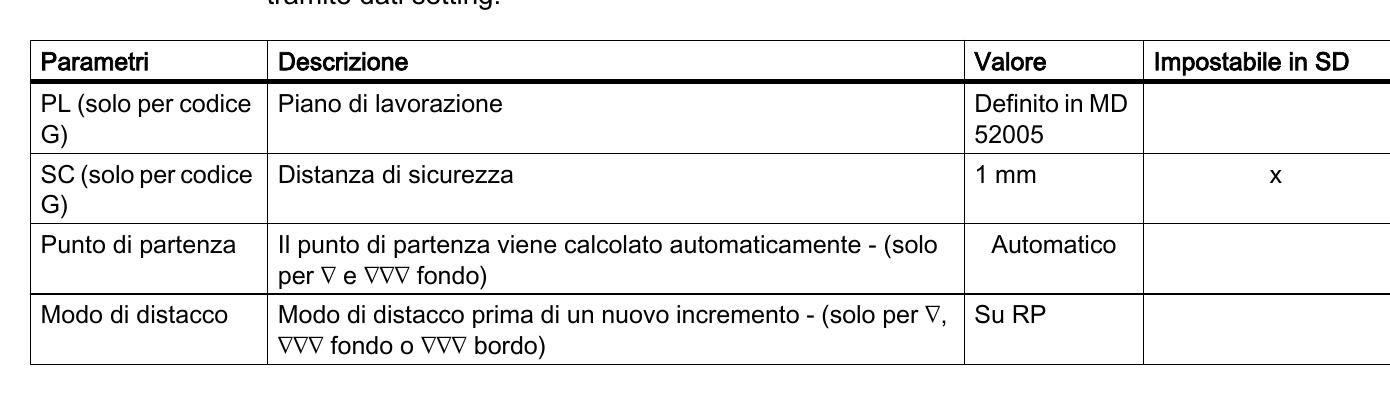 tramite dati setting.
Parametri Descrizione Valore Impostabile in SD
PL (solo per codice Piano di lavorazione Definito in MD
G) 52005
SC (solo per codice Distanza di sicurezza 1 mm x
G)
Punto di partenza Il punto di partenza viene calcolato automaticamente - (solo Automatico
per ∇ e ∇∇∇ fondo)
Modo di distacco Modo di distacco prima di un nuovo incremento - (solo per ∇, Su RP
∇∇∇ fondo o ∇∇∇ bordo)